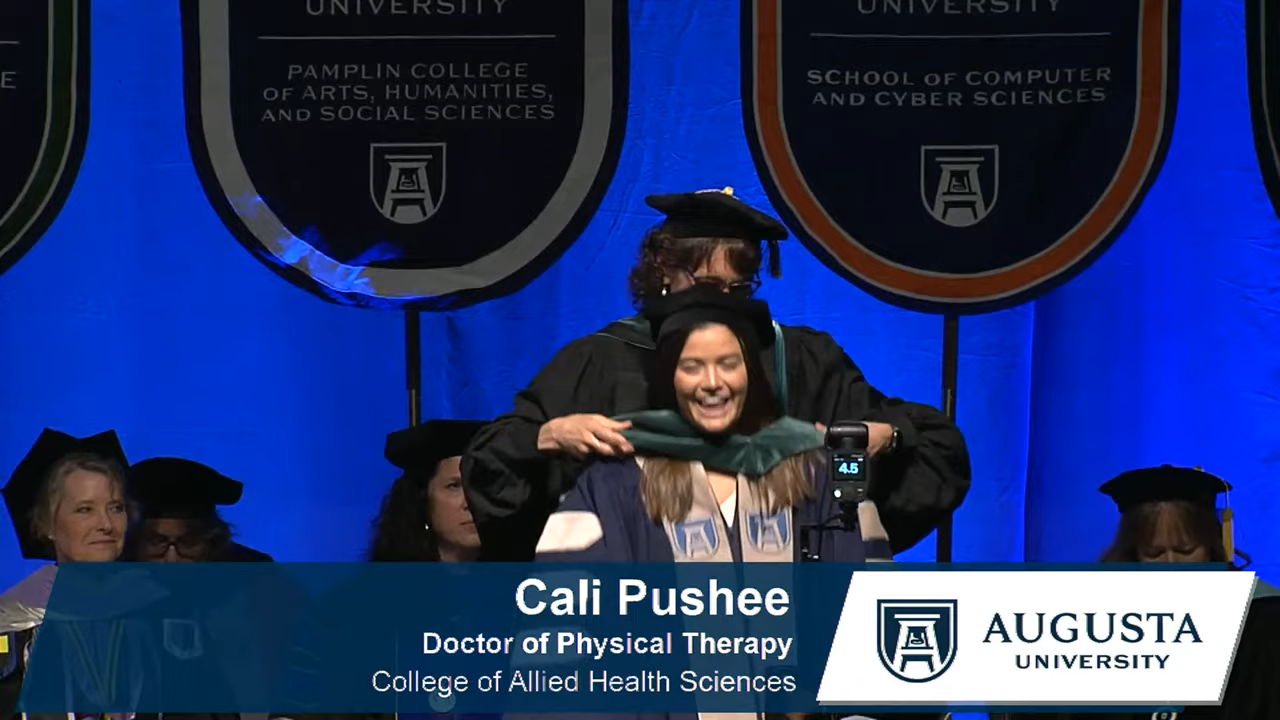 UNIVERSITY
PAMPLIN COLLEGE
OF ARTS, HUMANITIES,
AND SOCIAL SCIENCES
UNIVERSITY
SCHOOL OF COMPUTER
AND CYBER SCIENCES
E
4.5
Cali Pushee
Doctor of Physical Therapy
College of Allied Health Sciences
AUGUSTA
UNIVERSITY